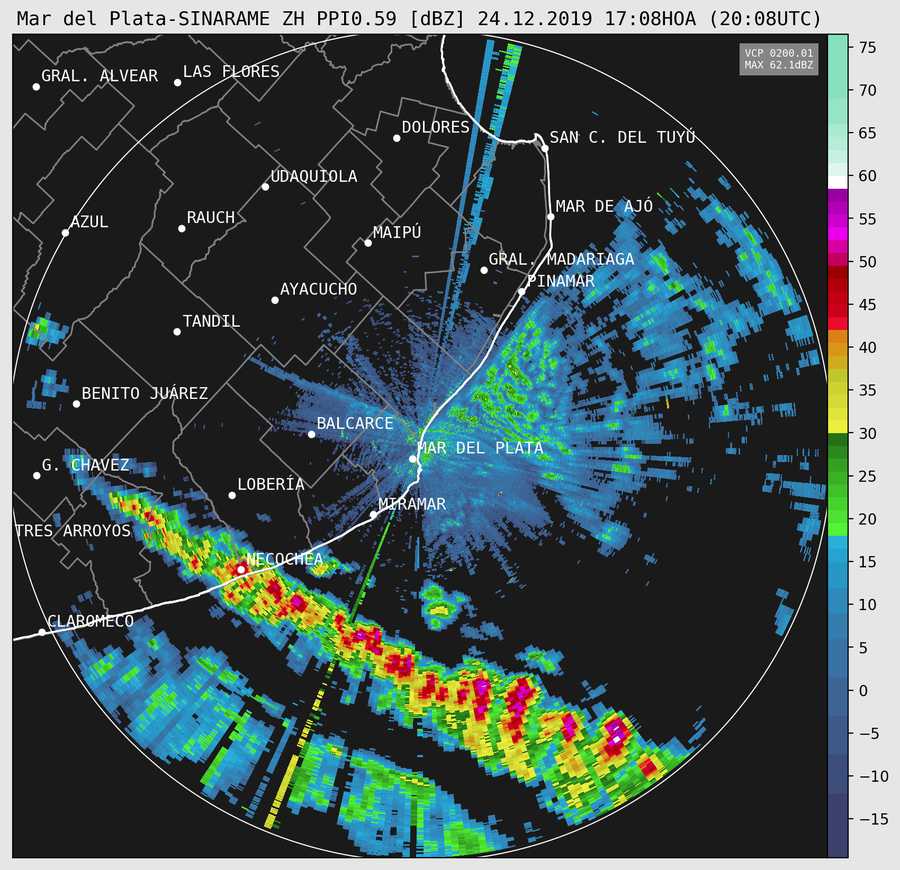 Mar del Plata-SINARAME ZH PPI0.59 [dBZ] 24.12.2019 17:08HOA (20:08UTC)
VCP 0200.01
MAX 62.1dBZ
75
70
65
60
55
50
45
40
35
30
25
20
15
10
5
0
−5
−10
−15
GRAL. ALVEAR
LAS FLORES
DOLORES
SAN C. DEL TUYÚ
UDAQUIOLA
MAR DE AJÓ
RAUCH
AZUL
MAIPÚ
GRAL. MADARIAGA
PINAMAR
AYACUCHO
TANDIL
BENITO JUÁREZ
BALCARCE
MAR DEL PLATA
G. CHAVEZ
LOBERÍA
MIRAMAR
TRES ARROYOS
NECOCHEA
CLAROMECO